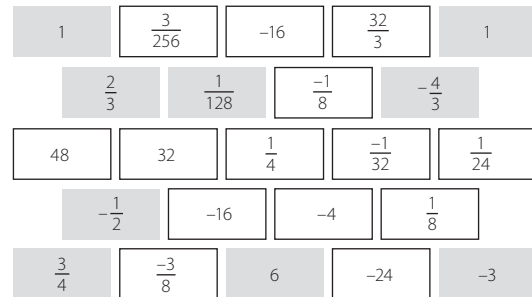 1 3/256 –16 32/3 1
2/3 1/128 –1/8 –4/3
48 32 1/4 –1/32 1/24
–1/2 –16 –4 1/8
3/4 –3/8 6 –24 –3